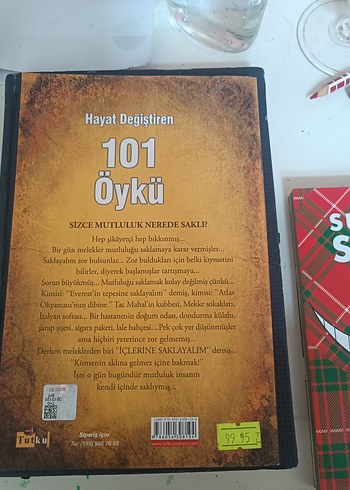 Hayat Değiştiren
101
Öykü
SİZCE MUTLULUK NEREDE SAKLI?
Hep şikâyetçi hep bıkkınmış...
Bir gün melekler mutluluğu saklamaya karar vermişler...
Saklayalım zor bulsunlar... Zor buldukları için belki kıymetini
bilirler, diyerek başlamışlar tartışmaya...
Sorun büyükmüş... Mutluluğu saklamak kolay değilmiş çünkü...
Kimisi: "Everest'in tepesine saklayalım" demiş, kimisi: "Atlas
Okyanusu'nun dibine." Tac Mahal'ın kubbesi, Mekke sokakları,
İtalyan sofrası... Bir hastanenin doğum odası, dondurma külahı,
şarap şişesi, sigara paketi, lale bahçesi... Pek çok yer düşünmüşler
ama hiçbiri yeterince zor gelmemiş...
Derken meleklerden biri "İÇLERİNE SAKLAYALIM" demiş...
"Kimsenin aklına gelmez içine bakmak!"
İşte o gün bugündür mutluluk insanın
kendi içinde saklıymış...
Tutku
Sipariş için:
99.95
SU
S